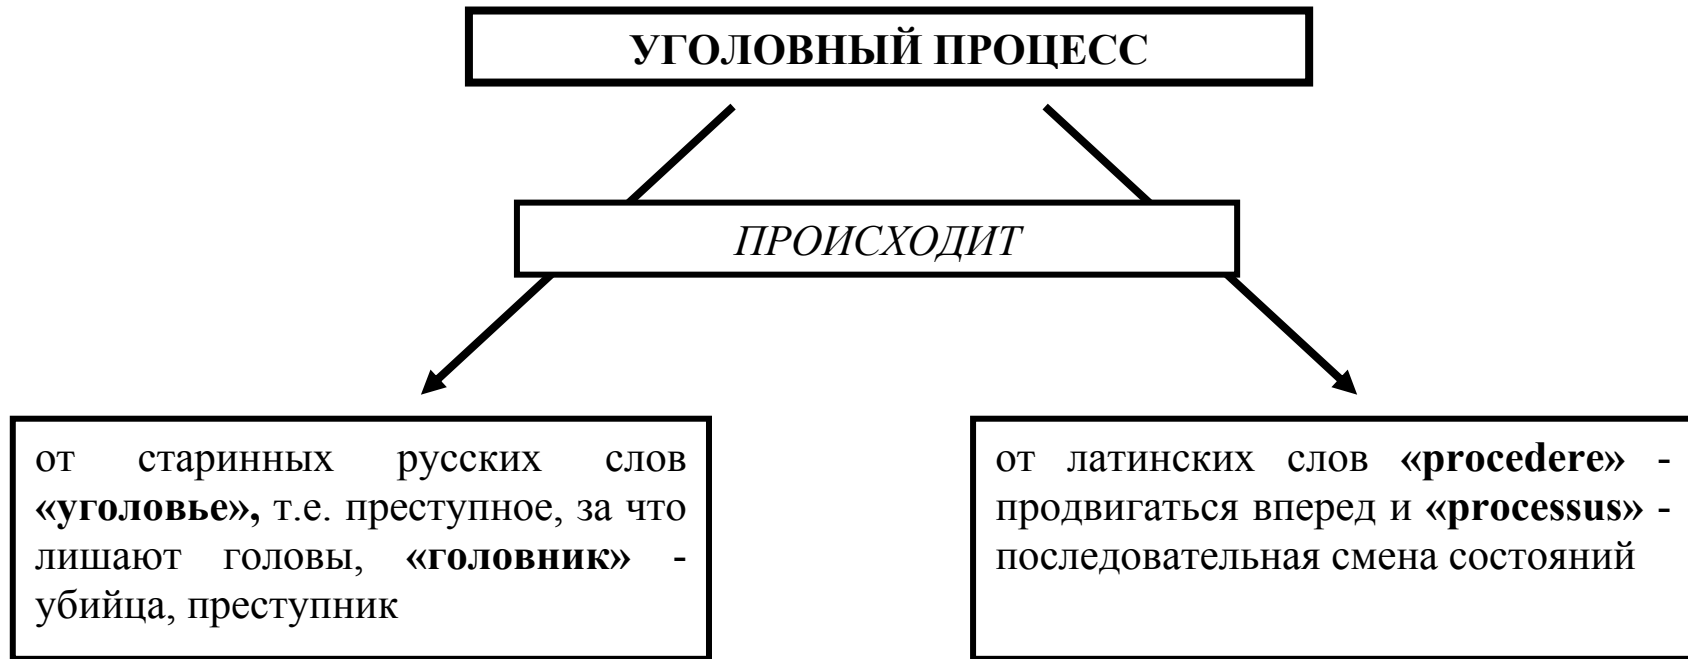 УГОЛОВНЫЙ ПРОЦЕСС
ПРОИСХОДИТ
от старинных русских слов
«уголовье», т.е. преступное, за что
лишают головы, «головник» -
убийца, преступник
от латинских слов «procedere» -
продвигаться вперед и «processus» -
последовательная смена состояний